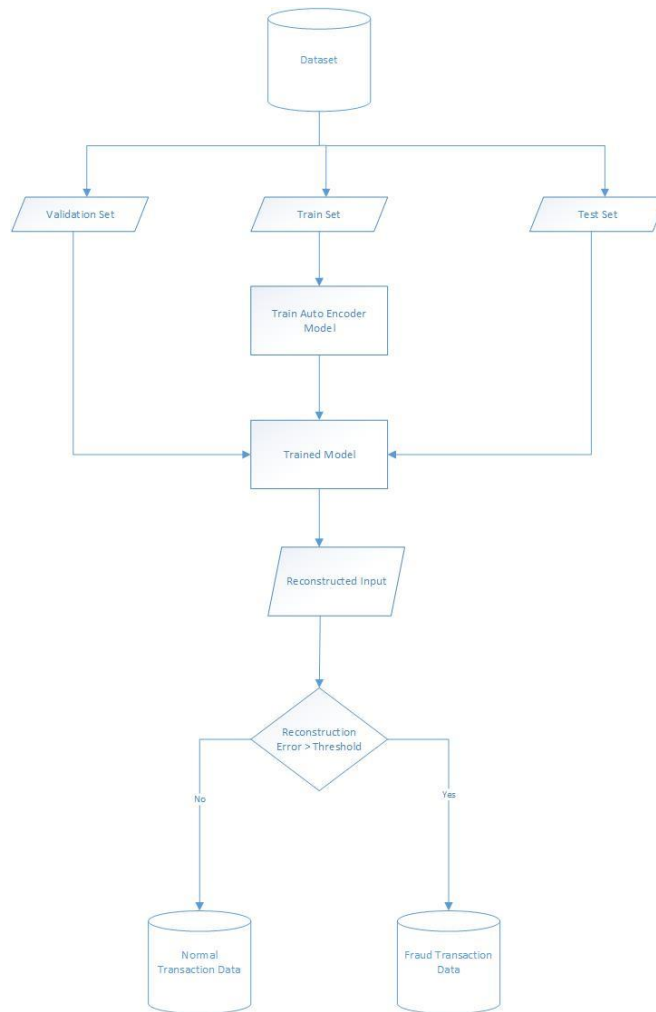 Dataset
Validation Set
Train Set
Test Set
Train Auto Encoder
Model
Trained Model
Reconstructed Input
Reconstruction
Error > Threshold
No
Yes
Normal
Transaction Data
Fraud Transaction
Data